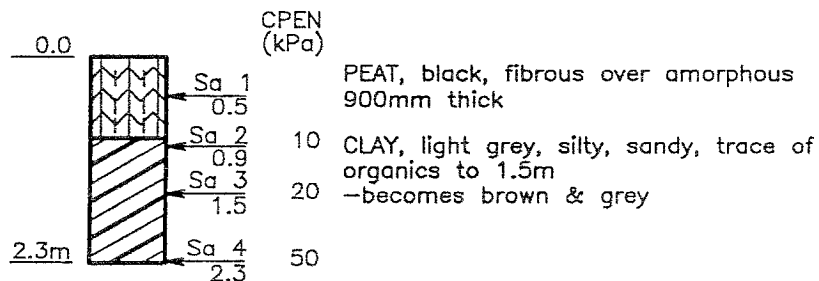 CPEN
(kPa)
0.0
Sa 1
0.5
PEAT, black, fibrous over amorphous
900mm thick
Sa 2
0.9
10
CLAY, light grey, silty, sandy, trace of
organics to 1.5m
Sa 3
1.5
20
—becomes brown & grey
2.3m
Sa 4
2.3
50